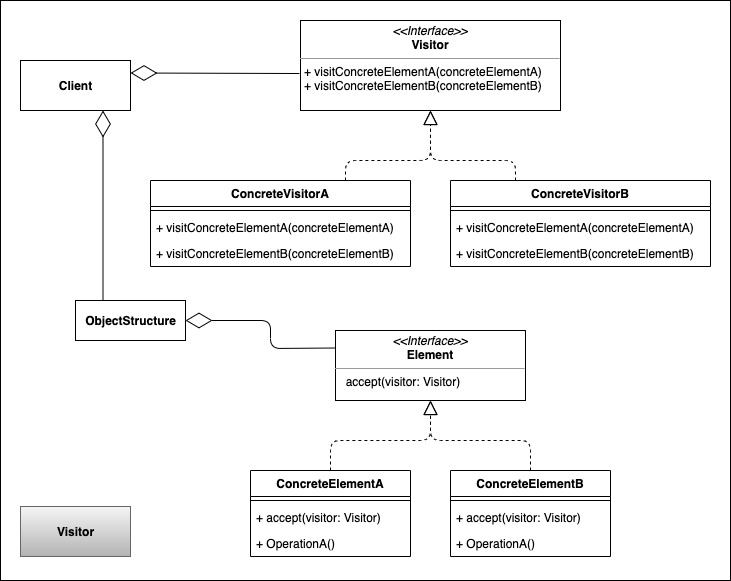 <<Interface>>
Visitor
+ visitConcreteElementA(concreteElementA)
+ visitConcreteElementB(concreteElementB)
Client
ConcreteVisitorA
+ visitConcreteElementA(concreteElementA)
+ visitConcreteElementB(concreteElementB)
ConcreteVisitorB
+ visitConcreteElementA(concreteElementA)
+ visitConcreteElementB(concreteElementB)
ObjectStructure
<<Interface>>
Element
accept(visitor: Visitor)
ConcreteElementA
+ accept(visitor: Visitor)
+ OperationA()
ConcreteElementB
+ accept(visitor: Visitor)
+ OperationA()
Visitor